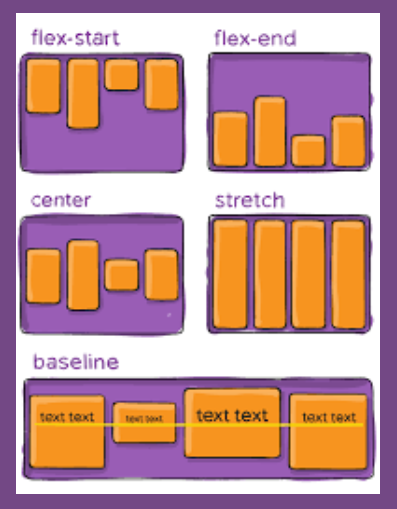 flex-start
flex-end
center
stretch
baseline
text text
text text
text text
text text